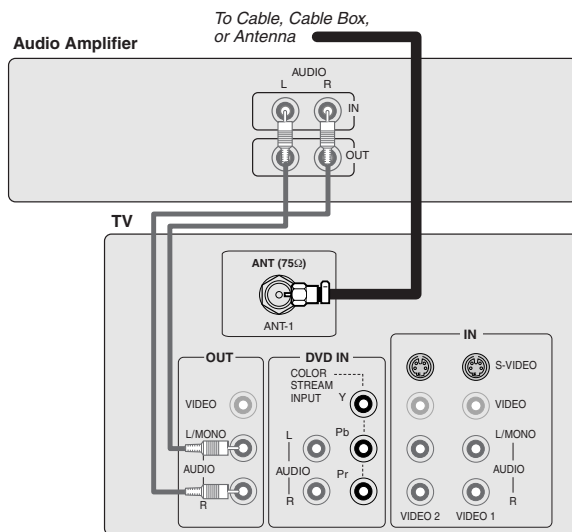 To Cable, Cable Box,
or Antenna
Audio Amplifier
AUDIO
L R
IN
OUT
TV
ANT (75Ω)
ANT-1
OUT
VIDEO
L/MONO
AUDIO
R
DVD IN
COLOR
STREAM
INPUT
Y
L
Pb
AUDIO
Pr
R
IN
S-VIDEO
VIDEO
L/MONO
AUDIO
R
VIDEO 2 VIDEO 1